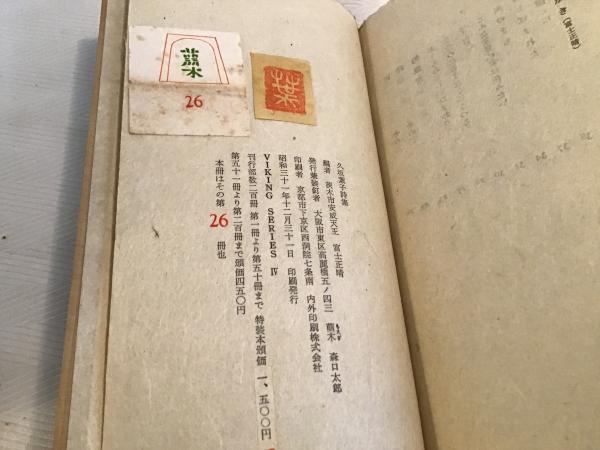 き(富士正晴)
蘭木
26
葉
久坂葉子詩集
編者 茨木市安威天王 富士正晴
発行兼装釘者 大阪市東区高麗橋五ノ四三 蘭木 森口太郎
印刷者 京都市下京区西洞院七条南 内外印刷株式会社
昭和三十一年十二月三十一日 印刷発行
VIKING SERIES Ⅳ
刊行部数二百冊 第一冊より第五十冊まで 特装本頒価 一、五〇〇円
第五十一冊より第二百冊まで頒価四五〇円
本冊はその第 26 冊也